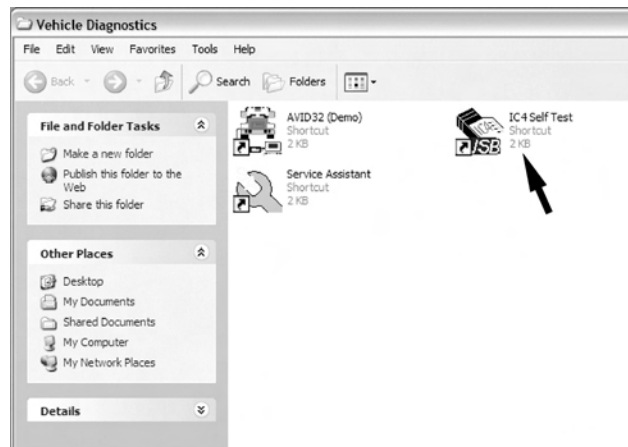 Vehicle Diagnostics
File Edit View Favorites Tools Help
Back Search Folders
File and Folder Tasks
Make a new folder
Publish this folder to the
Web
Share this folder
Other Places
Desktop
My Documents
Shared Documents
My Computer
My Network Places
Details
AVID32 (Demo)
Shortcut
2 KB
IC4 Self Test
Shortcut
2 KB
Service Assistant
Shortcut
2 KB